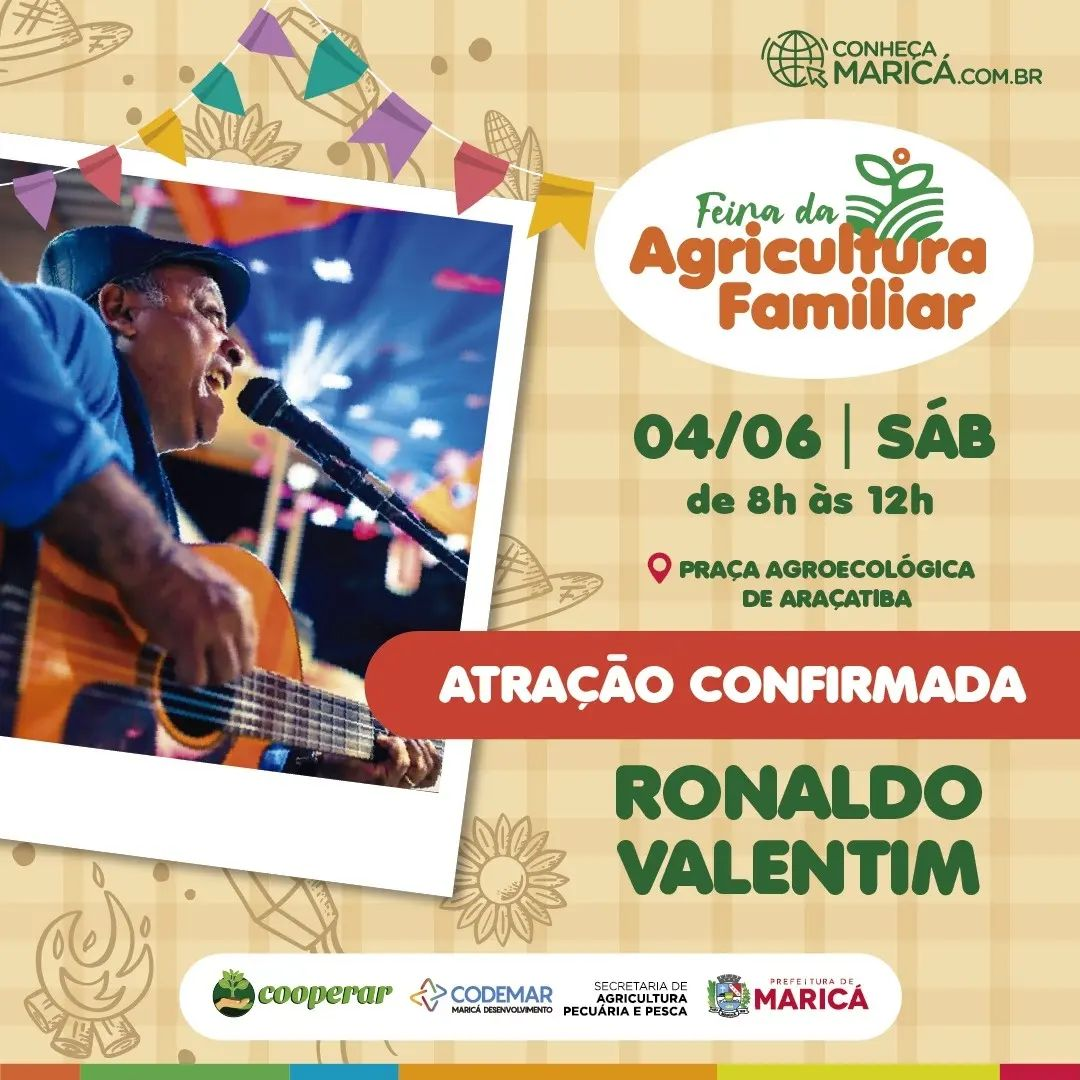 CONHEÇA
MARICÁ.COM.BR
Feira da
Agricultura
Familiar
04/06 | SÁB
de 8h às 12h
PRAÇA AGROECOLÓGICA
DE ARAÇATIBA
ATRAÇÃO CONFIRMADA
RONALDO
VALENTIM
cooperar
CODEMAR
MARICÁ DESENVOLVIMENTO
SECRETARIA DE
AGRICULTURA
PECUÁRIA E PESCA
PREFEITURA DE
MARICÁ